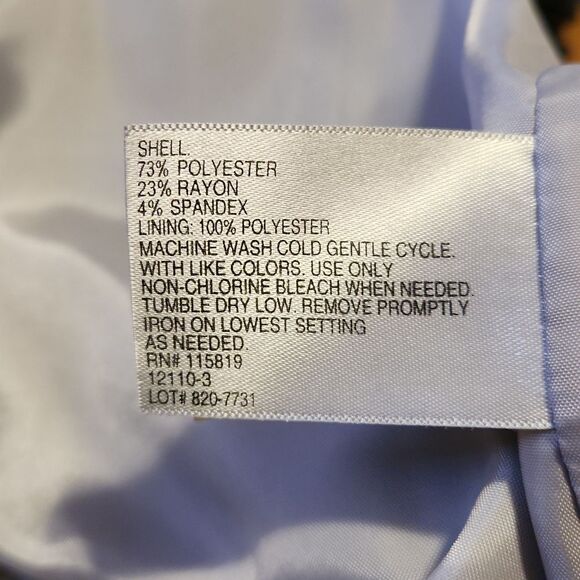 SHELL.
73% POLYESTER
23% RAYON
4% SPANDEX
LINING: 100% POLYESTER
MACHINE WASH COLD GENTLE CYCLE.
WITH LIKE COLORS. USE ONLY
NON-CHLORINE BLEACH WHEN NEEDED.
TUMBLE DRY LOW. REMOVE PROMPTLY
IRON ON LOWEST SETTING
AS NEEDED.
RN# 115819
12110-3
LOT# 820-7731